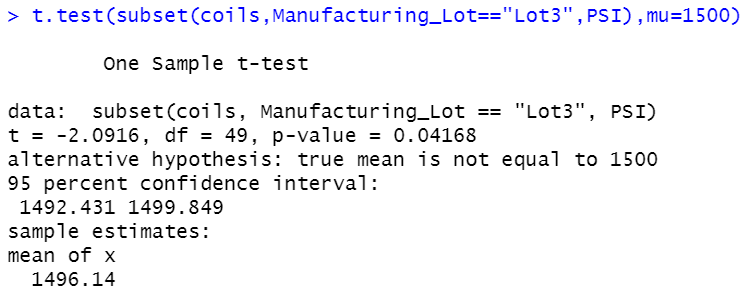 > t.test(subset(coils,Manufacturing_Lot=="Lot3",PSI),mu=1500)
One Sample t-test
data:  subset(coils, Manufacturing_Lot == "Lot3", PSI)
t = -2.0916, df = 49, p-value = 0.04168
alternative hypothesis: true mean is not equal to 1500
95 percent confidence interval:
1492.431 1499.849
sample estimates:
mean of x
1496.14